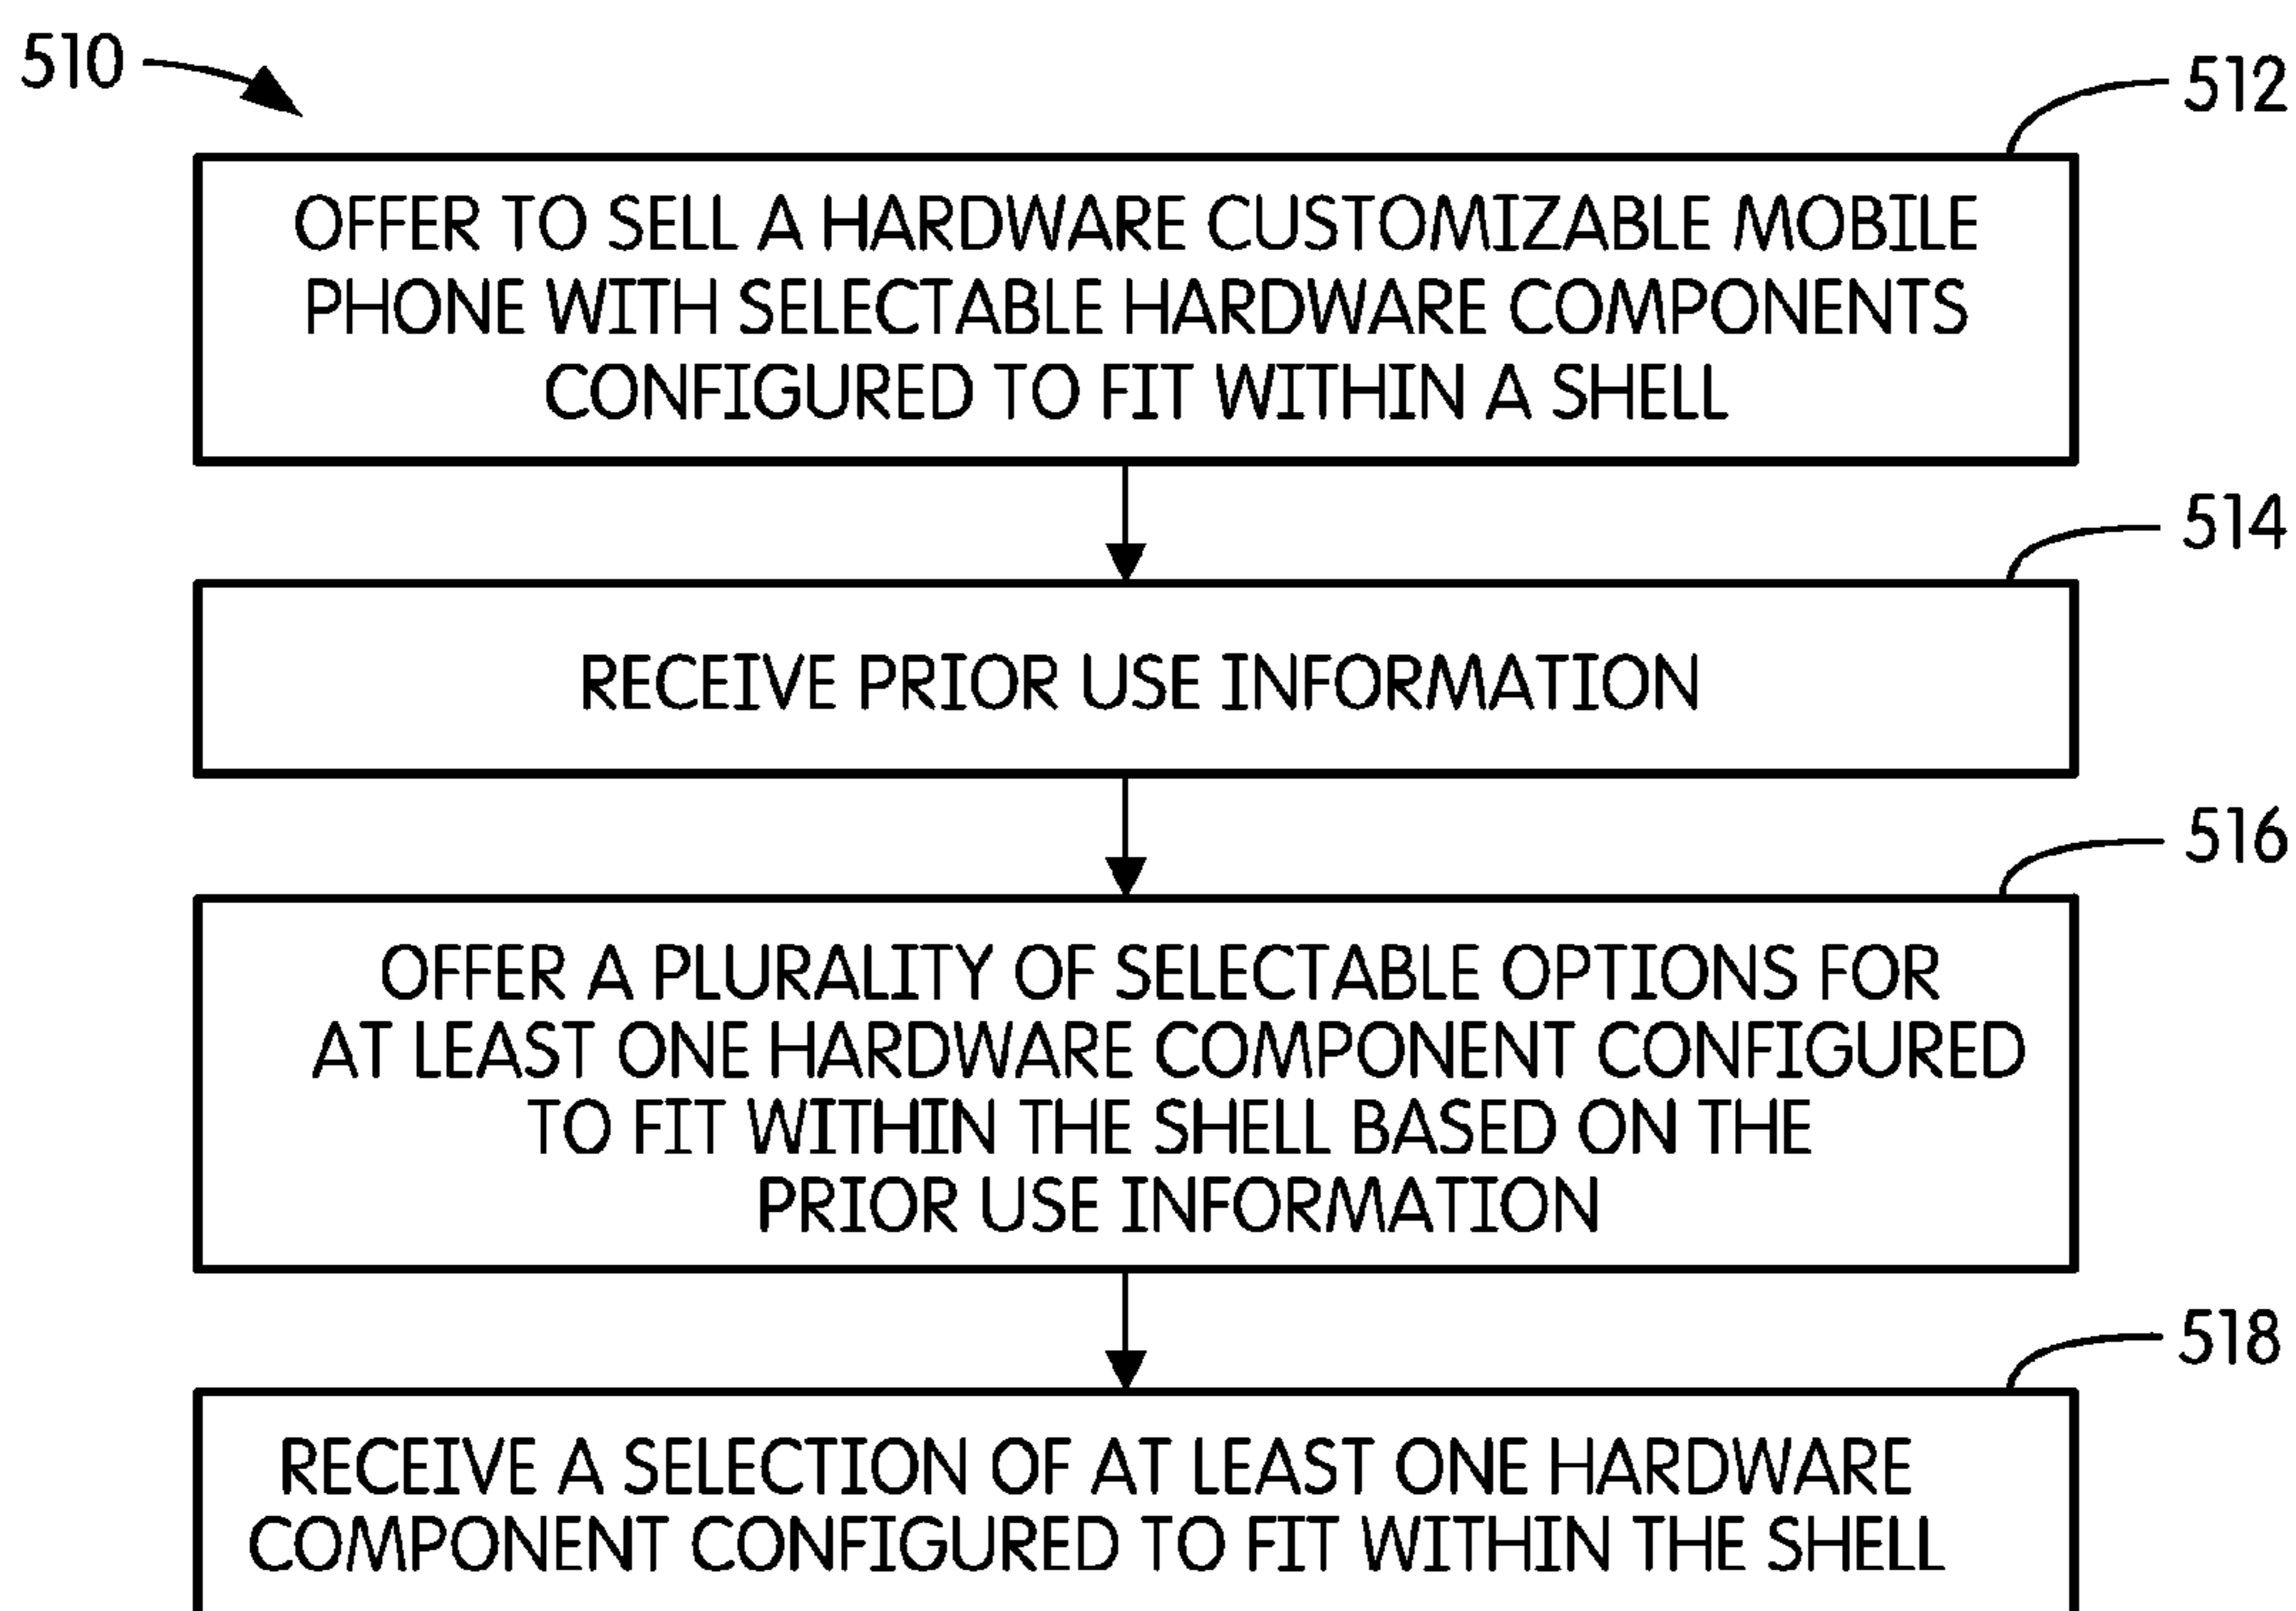 510
512
OFFER TO SELL A HARDWARE CUSTOMIZABLE MOBILE
PHONE WITH SELECTABLE HARDWARE COMPONENTS
CONFIGURED TO FIT WITHIN A SHELL
514
RECEIVE PRIOR USE INFORMATION
516
OFFER A PLURALITY OF SELECTABLE OPTIONS FOR
AT LEAST ONE HARDWARE COMPONENT CONFIGURED
TO FIT WITHIN THE SHELL BASED ON THE
PRIOR USE INFORMATION
518
RECEIVE A SELECTION OF AT LEAST ONE HARDWARE
COMPONENT CONFIGURED TO FIT WITHIN THE SHELL